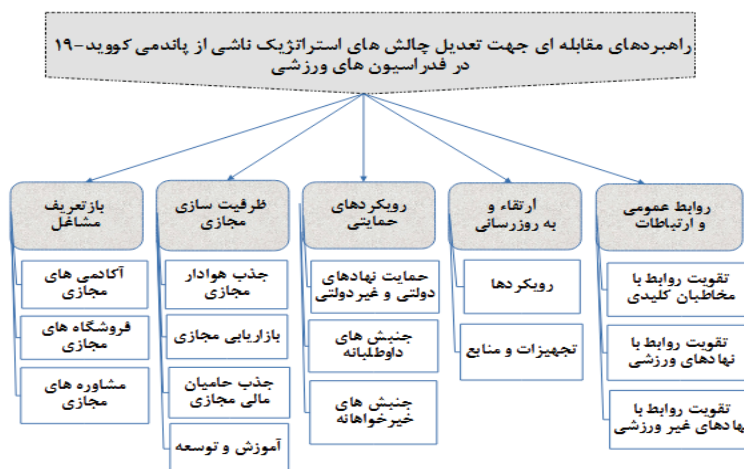 راهبردهای مقابله ای جهت تعدیل چالش های استراتژیک ناشی از پاندمی کووید-۱۹
در فدراسیون های ورزشی
روابط عمومی
و ارتباطات
تقویت روابط با
مخاطبان کلیدی
تقویت روابط با
نهادهای ورزشی
تقویت روابط با
نهادهای غیر ورزشی
ارتقاء و
به روزرسانی
رویکردها
تجهیزات و منابع
رویکردهای
حمایتی
حمایت نهادهای
دولتی و غیردولتی
جنبش های
داوطلبانه
جنبش های
خیرخواهانه
ظرفیت سازی
مجازی
جذب هوادار
مجازی
بازاریابی مجازی
جذب حامیان
مالی مجازی
آموزش و توسعه
بازتعریف
مشاغل
آکادمی های
مجازی
فروشگاه های
مجازی
مشاوره های
مجازی